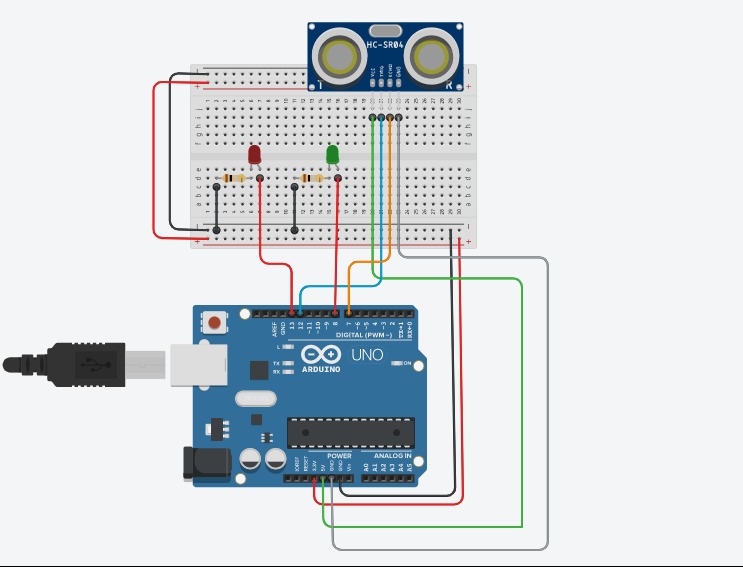 HC-SR04
VCC
TRIG
ECHO
GND
T
R
AREF
GND
13
12
~11
~10
~9
8
7
~6
~5
4
~3
2
TX→1
RX←0
DIGITAL (PWM ~)
L
TX
RX
UNO
ARDUINO
ON
POWER
ANALOG IN
IOREF
RESET
3.3V
5V
GND
GND
Vin
A0
A1
A2
A3
A4
A5